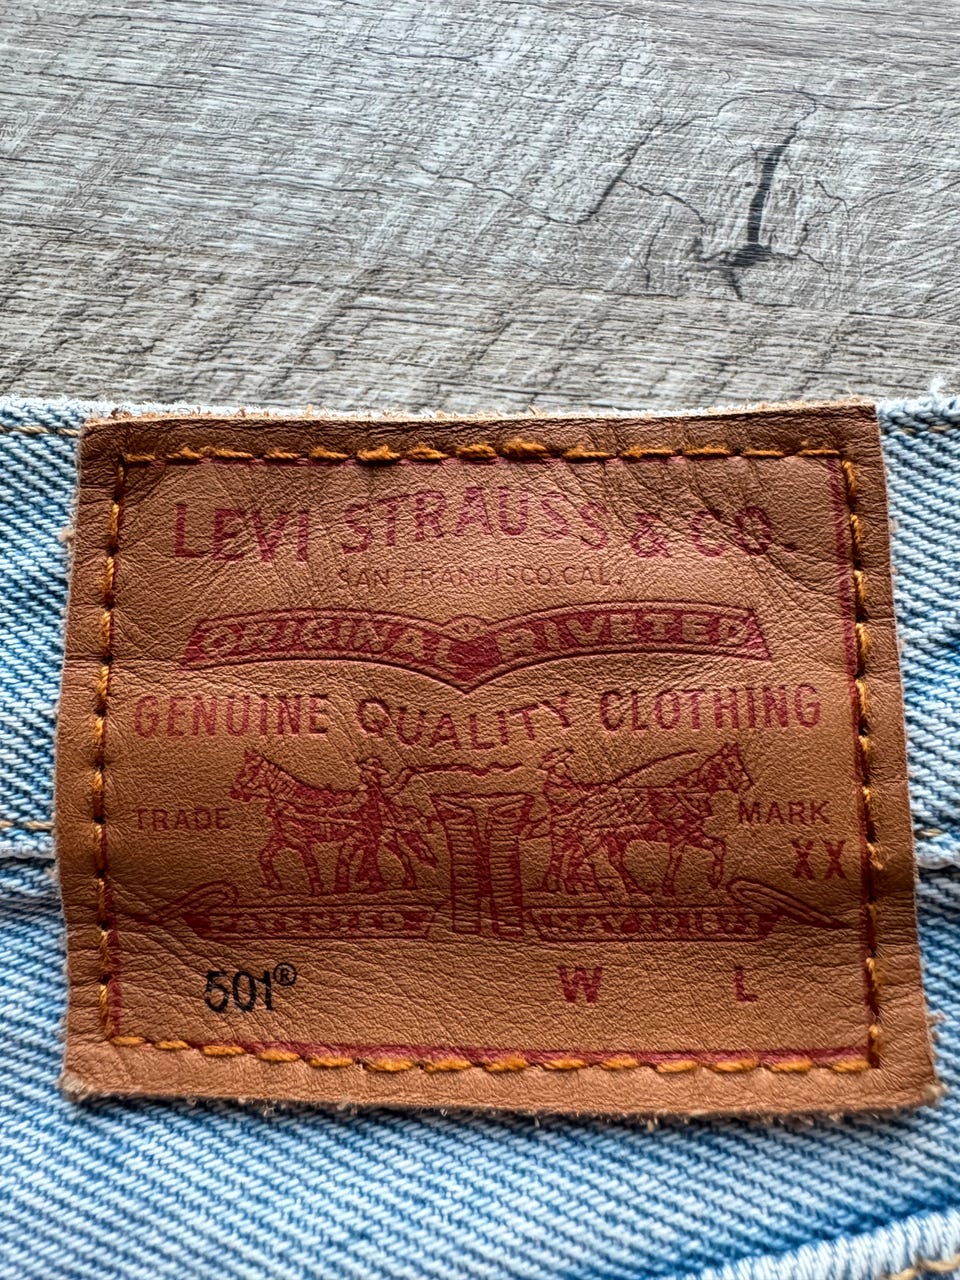 LEVI STRAUSS & CO.
SAN FRANCISCO.CAL.
ORIGINAL RIVETED
GENUINE QUALITY CLOTHING
TRADE MARK
XX
501® W L